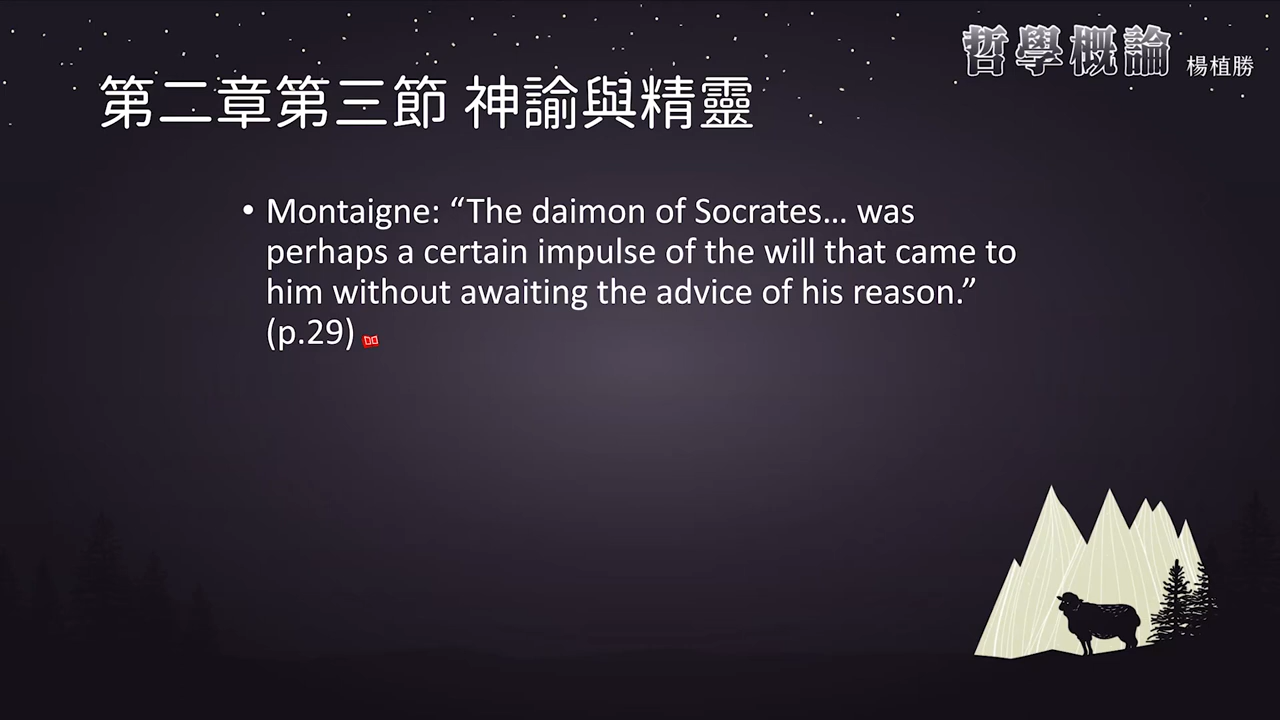 哲學概論 楊植勝
第二章第三節 神諭與精靈
• Montaigne: “The daimon of Socrates… was
perhaps a certain impulse of the will that came to
him without awaiting the advice of his reason.”
(p.29)